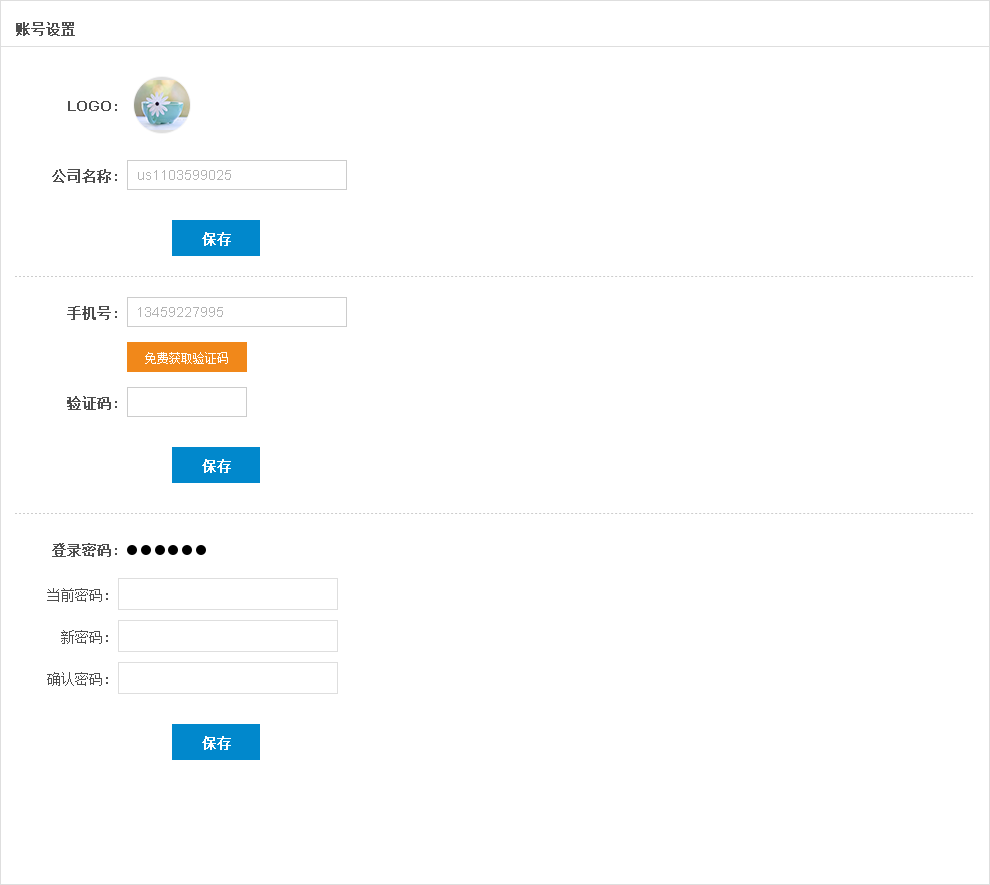 账号设置
LOGO：
公司名称： us1103599025
保存
手机号： 13459227995
免费获取验证码
验证码：
保存
登录密码： ●●●●●●
当前密码：
新密码：
确认密码：
保存